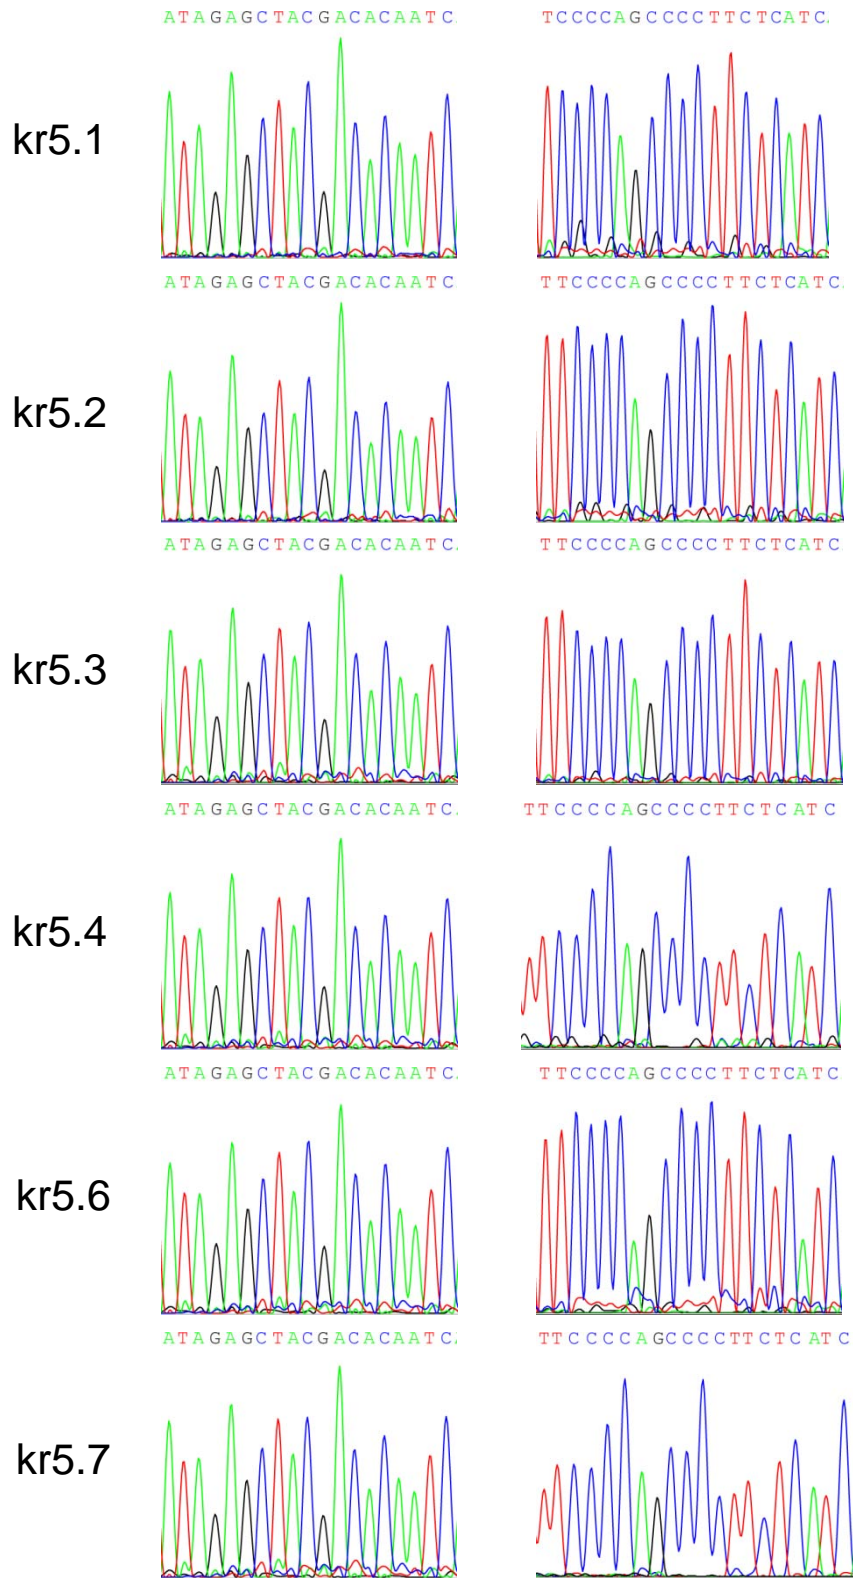 ATAGAGCTACGACACAATC TCCCCAGCCCCTTCTCATC
kr5.1
ATAGAGCTACGACACAATC TTCCCCAGCCCCTTCTCATC
kr5.2
ATAGAGCTACGACACAATC TTCCCCAGCCCCTTCTCATC
kr5.3
ATAGAGCTACGACACAATC TTCCCCAGCCCCTTCTCATC
kr5.4
ATAGAGCTACGACACAATC TTCCCCAGCCCCTTCTCATC
kr5.6
ATAGAGCTACGACACAATC TTCCCCAGCCCCTTCTCATC
kr5.7